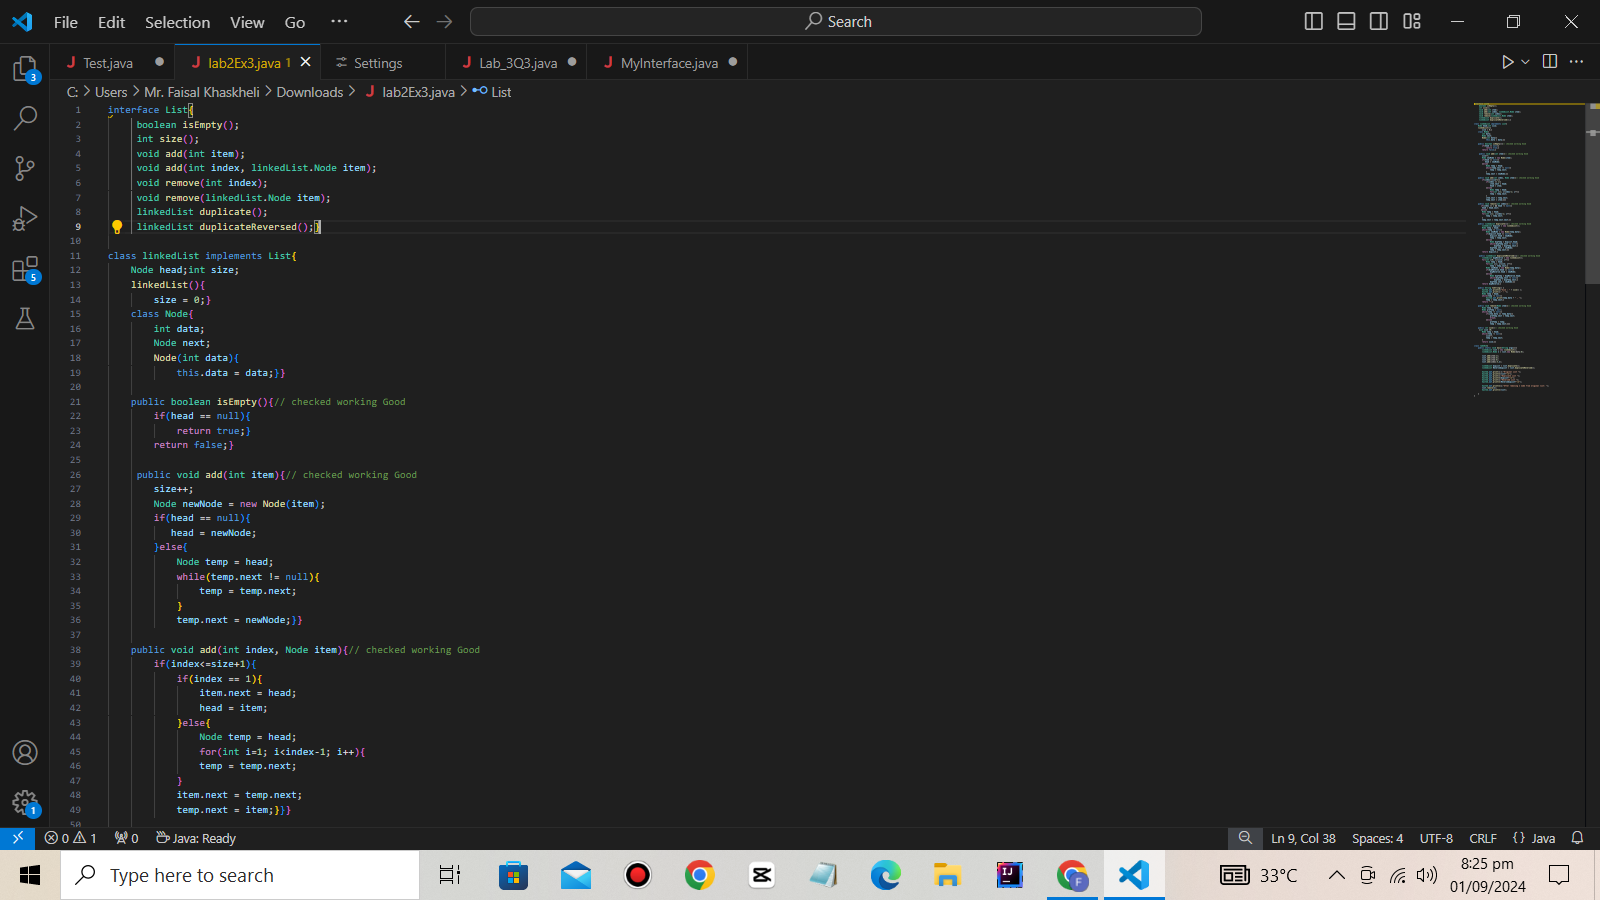 File Edit Selection View Go ··· Search
Test.java lab2Ex3.java 1 Settings Lab_3Q3.java MyInterface.java
C: > Users > Mr. Faisal Khaskheli > Downloads > lab2Ex3.java > List
1 interface List{
2 boolean isEmpty();
3 int size();
4 void add(int item);
5 void add(int index, linkedList.Node item);
6 void remove(int index);
7 void remove(linkedList.Node item);
8 linkedList duplicate();
9 linkedList duplicateReversed();}
10
11 class linkedList implements List{
12 Node head;int size;
13 linkedList(){
14 size = 0;}
15 class Node{
16 int data;
17 Node next;
18 Node(int data){
19 this.data = data;}}
20
21 public boolean isEmpty(){// checked working Good
22 if(head == null){
23 return true;}
24 return false;}
25
26 public void add(int item){// checked working Good
27 size++;
28 Node newNode = new Node(item);
29 if(head == null){
30 head = newNode;
31 }else{
32 Node temp = head;
33 while(temp.next != null){
34 temp = temp.next;
35 }
36 temp.next = newNode;}}
37
38 public void add(int index, Node item){// checked working Good
39 if(index<=size+1){
40 if(index == 1){
41 item.next = head;
42 head = item;
43 }else{
44 Node temp = head;
45 for(int i=1; i<index-1; i++){
46 temp = temp.next;
47 }
48 item.next = temp.next;
49 temp.next = item;}}}
50
3
5
1
0 1 0 Java: Ready Ln 9, Col 38 Spaces: 4 UTF-8 CRLF {} Java
Type here to search 33°C 8:25 pm
01/09/2024